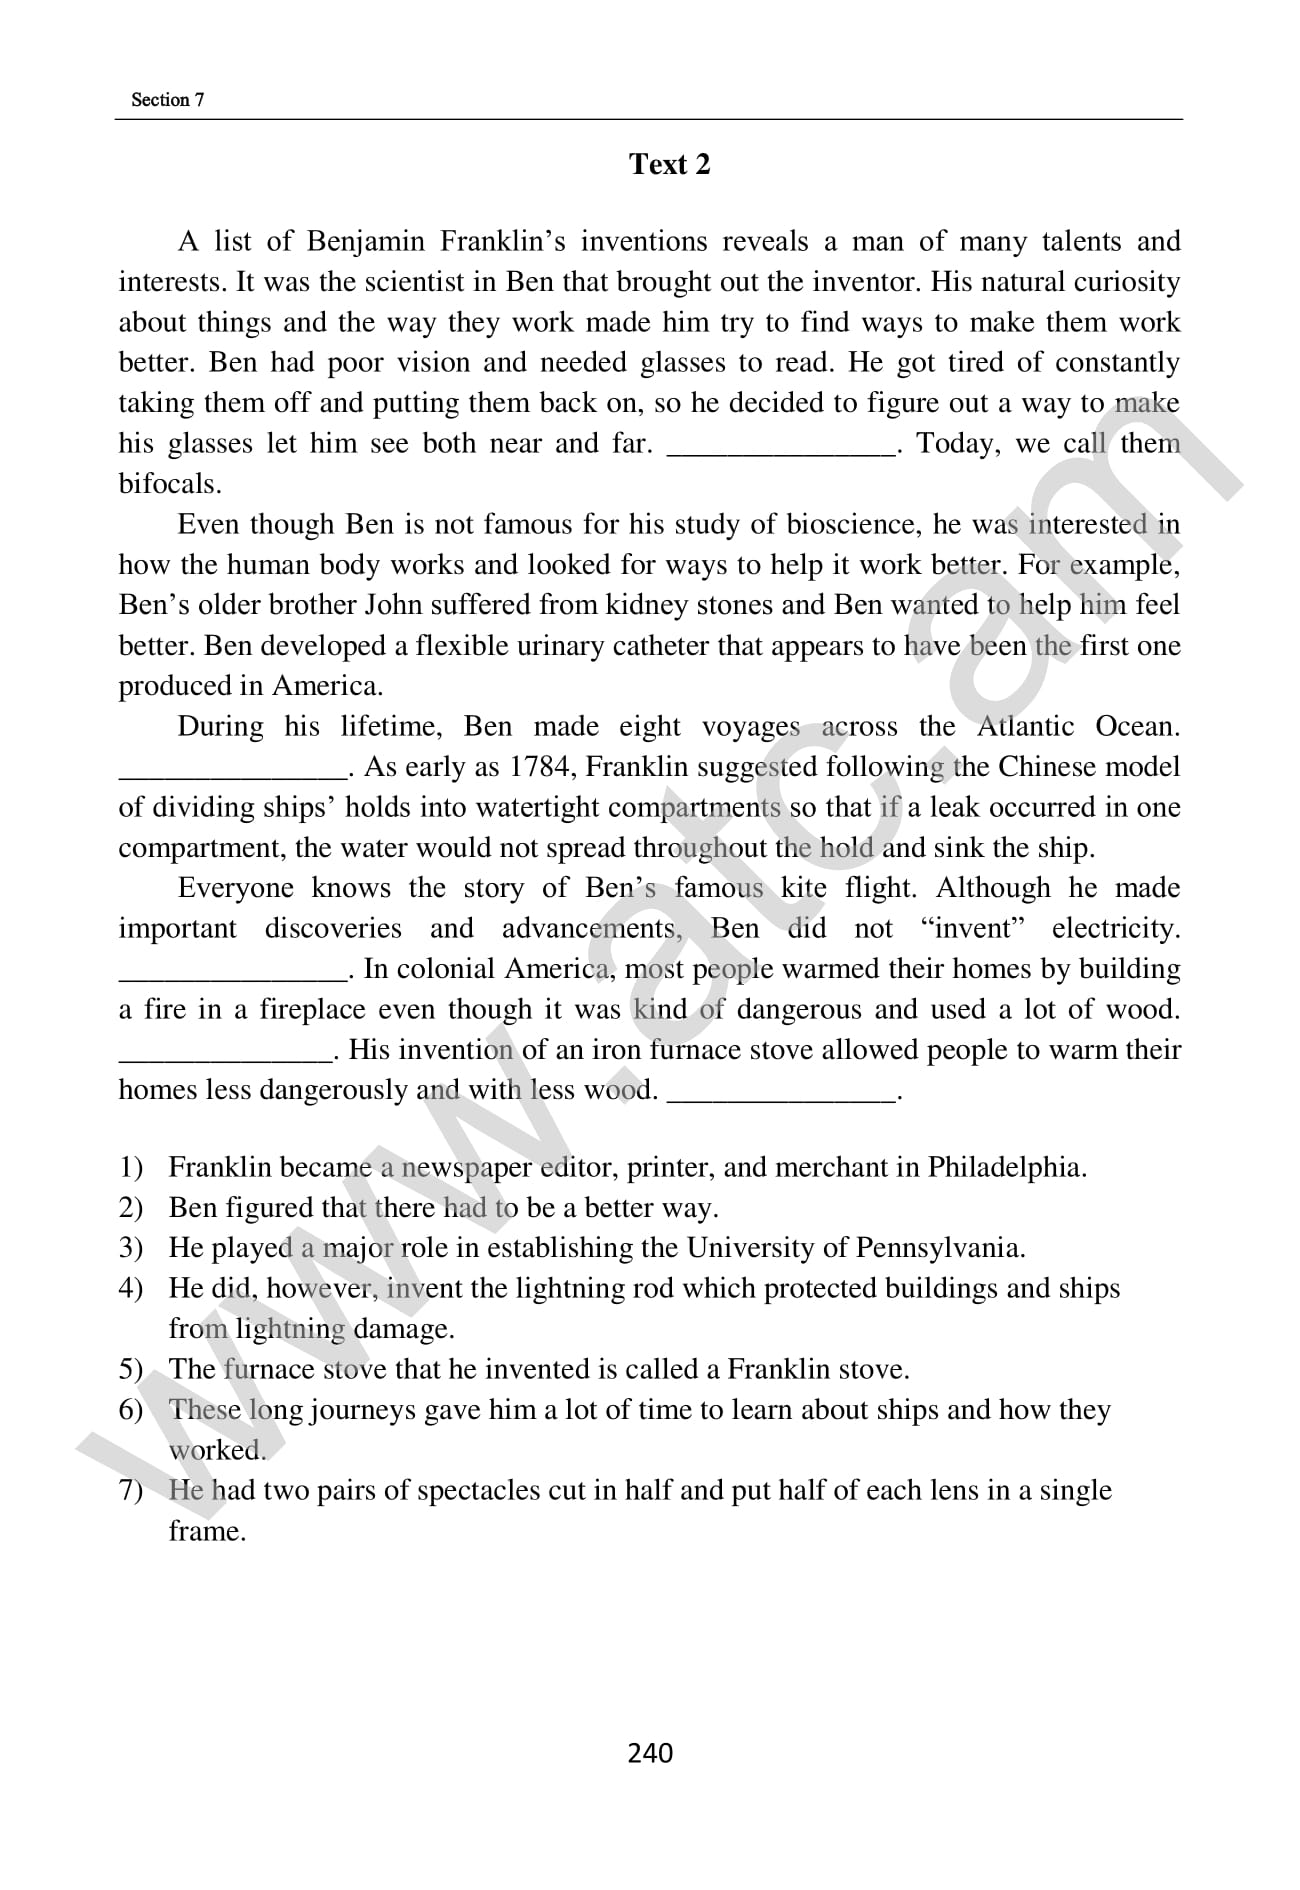 Section 7
Text 2
A list of Benjamin Franklin’s inventions reveals a man of many talents and
interests. It was the scientist in Ben that brought out the inventor. His natural curiosity
about things and the way they work made him try to find ways to make them work
better. Ben had poor vision and needed glasses to read. He got tired of constantly
taking them off and putting them back on, so he decided to figure out a way to make
his glasses let him see both near and far. _______________. Today, we call them
bifocals.
Even though Ben is not famous for his study of bioscience, he was interested in
how the human body works and looked for ways to help it work better. For example,
Ben’s older brother John suffered from kidney stones and Ben wanted to help him feel
better. Ben developed a flexible urinary catheter that appears to have been the first one
produced in America.
During his lifetime, Ben made eight voyages across the Atlantic Ocean.
_______________. As early as 1784, Franklin suggested following the Chinese model
of dividing ships’ holds into watertight compartments so that if a leak occurred in one
compartment, the water would not spread throughout the hold and sink the ship.
Everyone knows the story of Ben’s famous kite flight. Although he made
important discoveries and advancements, Ben did not “invent” electricity.
_______________. In colonial America, most people warmed their homes by building
a fire in a fireplace even though it was kind of dangerous and used a lot of wood.
______________. His invention of an iron furnace stove allowed people to warm their
homes less dangerously and with less wood. _______________.
1) Franklin became a newspaper editor, printer, and merchant in Philadelphia.
2) Ben figured that there had to be a better way.
3) He played a major role in establishing the University of Pennsylvania.
4) He did, however, invent the lightning rod which protected buildings and ships
from lightning damage.
5) The furnace stove that he invented is called a Franklin stove.
6) These long journeys gave him a lot of time to learn about ships and how they
worked.
7) He had two pairs of spectacles cut in half and put half of each lens in a single
frame.
240
www.atc.am